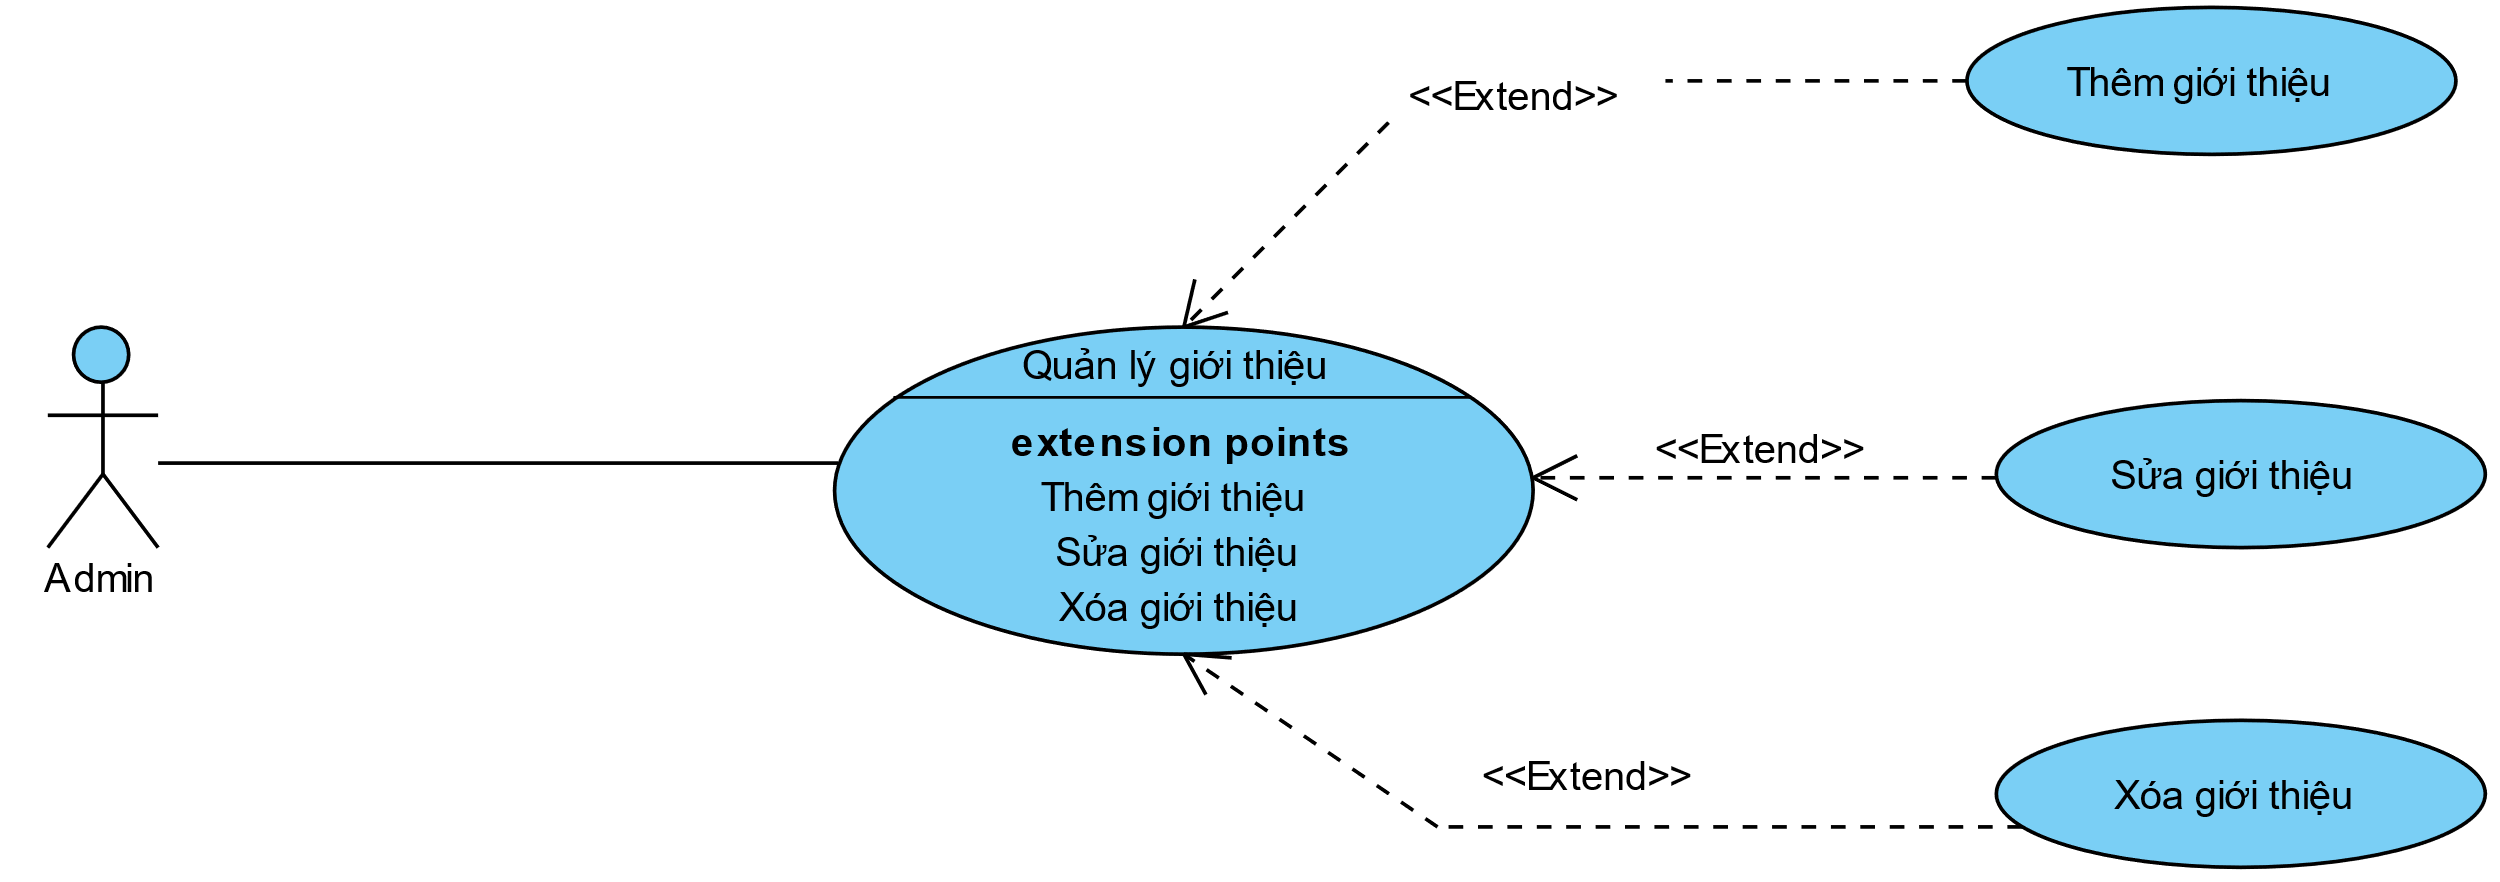 <<Extend>>
Thêm giới thiệu
Quản lý giới thiệu
extension points
Thêm giới thiệu
Sửa giới thiệu
Xóa giới thiệu
<<Extend>>
Sửa giới thiệu
Admin
<<Extend>>
Xóa giới thiệu